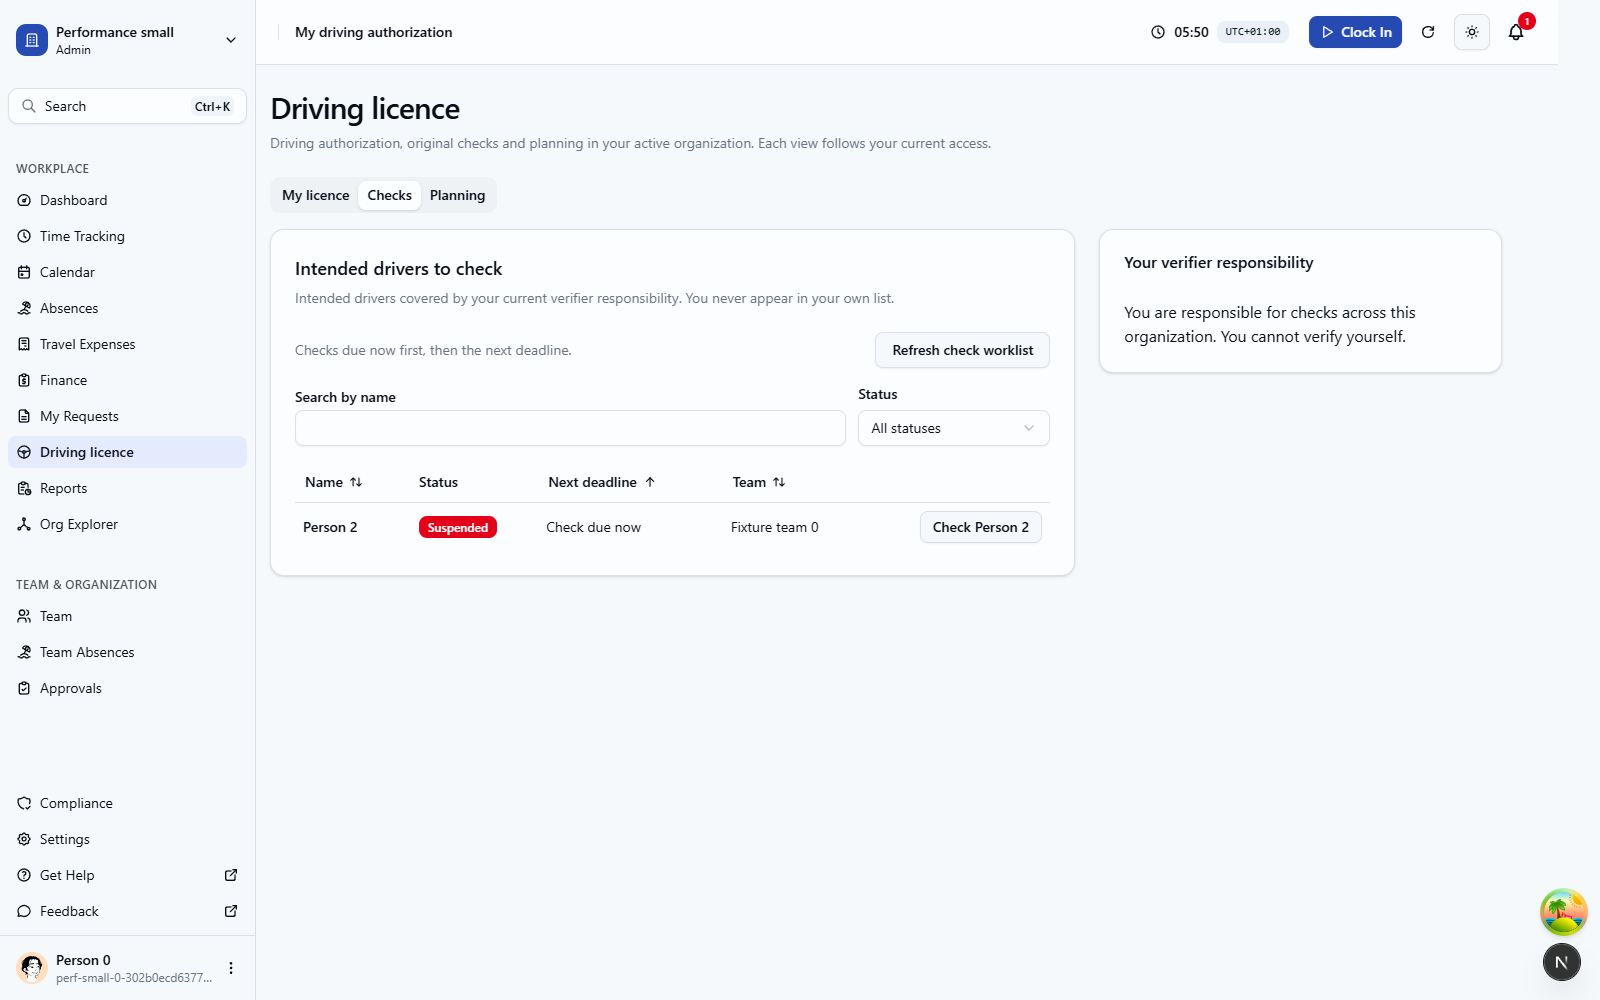 Performance small
Admin
Search
Ctrl+K
WORKPLACE
Dashboard
Time Tracking
Calendar
Absences
Travel Expenses
Finance
My Requests
Driving licence
Reports
Org Explorer
TEAM & ORGANIZATION
Team
Team Absences
Approvals
Compliance
Settings
Get Help
Feedback
Person 0
perf-small-0-302b0ecd6377...
My driving authorization
05:50
UTC+01:00
Clock In
1
Driving licence
Driving authorization, original checks and planning in your active organization. Each view follows your current access.
My licence
Checks
Planning
Intended drivers to check
Intended drivers covered by your current verifier responsibility. You never appear in your own list.
Checks due now first, then the next deadline.
Refresh check worklist
Search by name
Status
All statuses
Name
Status
Next deadline
Team
Person 2
Suspended
Check due now
Fixture team 0
Check Person 2
Your verifier responsibility
You are responsible for checks across this
organization. You cannot verify yourself.
N